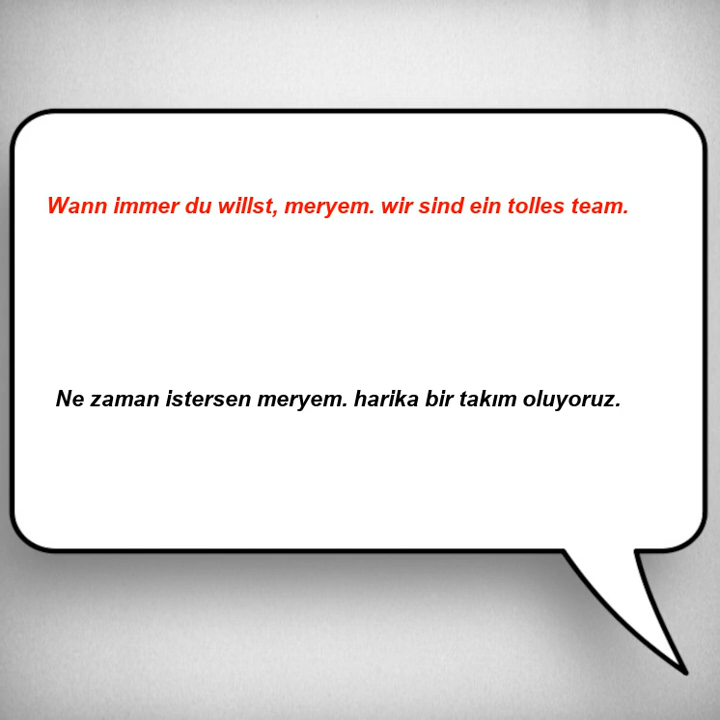 Wann immer du willst, meryem. wir sind ein tolles team.
Ne zaman istersen meryem. harika bir takım oluyoruz.